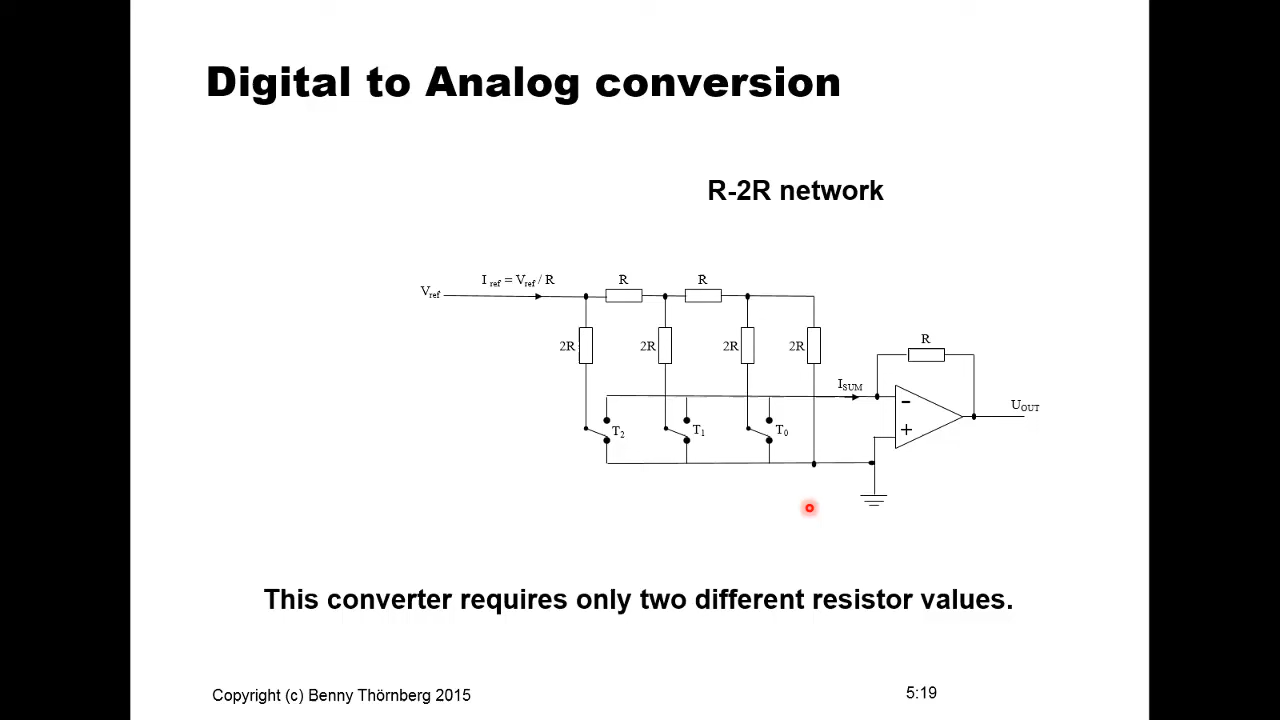 Digital to Analog conversion
R-2R network
I ref = Vref / R
R
R
Vref
2R
2R
2R
2R
R
ISUM
T2
T1
T0
−
+
UOUT
This converter requires only two different resistor values.
Copyright (c) Benny Thörnberg 2015
5:19